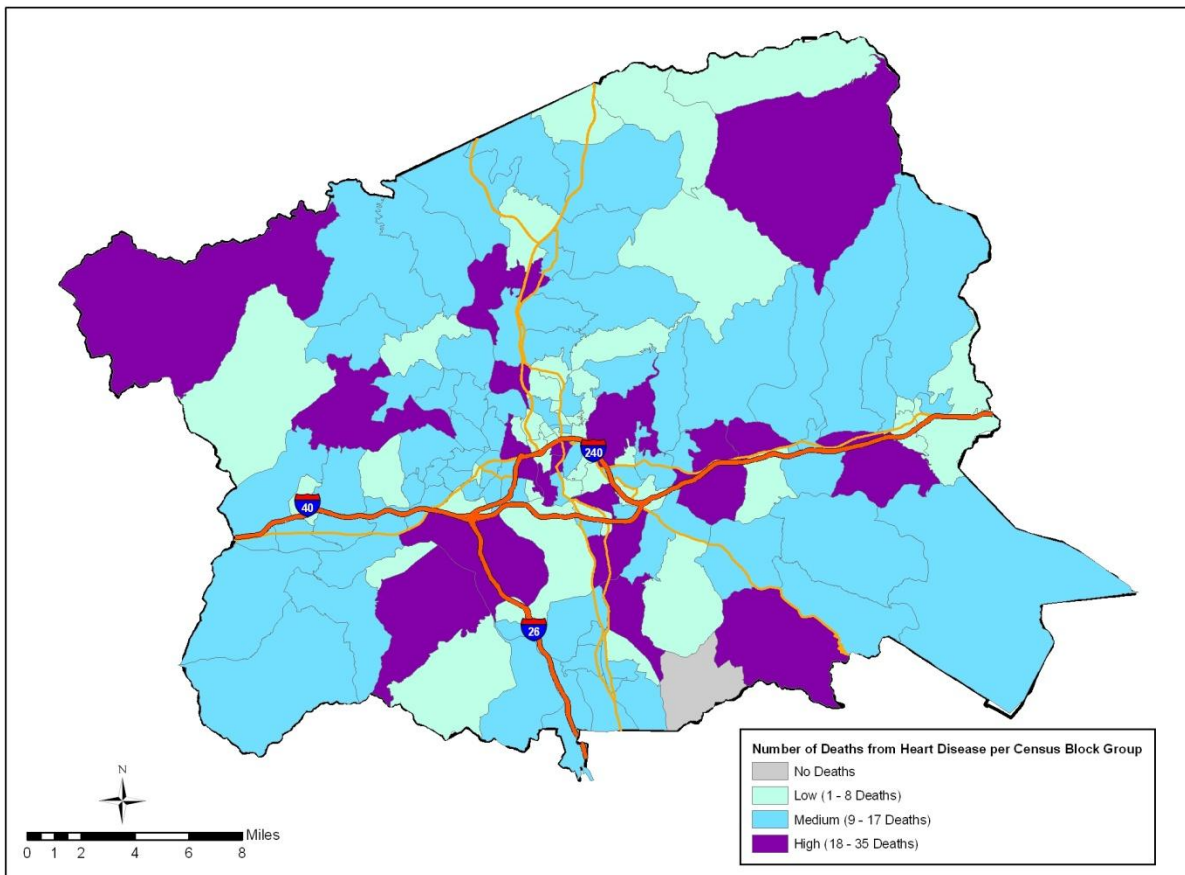 240
40
26
Number of Deaths from Heart Disease per Census Block Group
No Deaths
Low (1 - 8 Deaths)
Medium (9 - 17 Deaths)
High (18 - 35 Deaths)
N
Miles
0 1 2 4 6 8